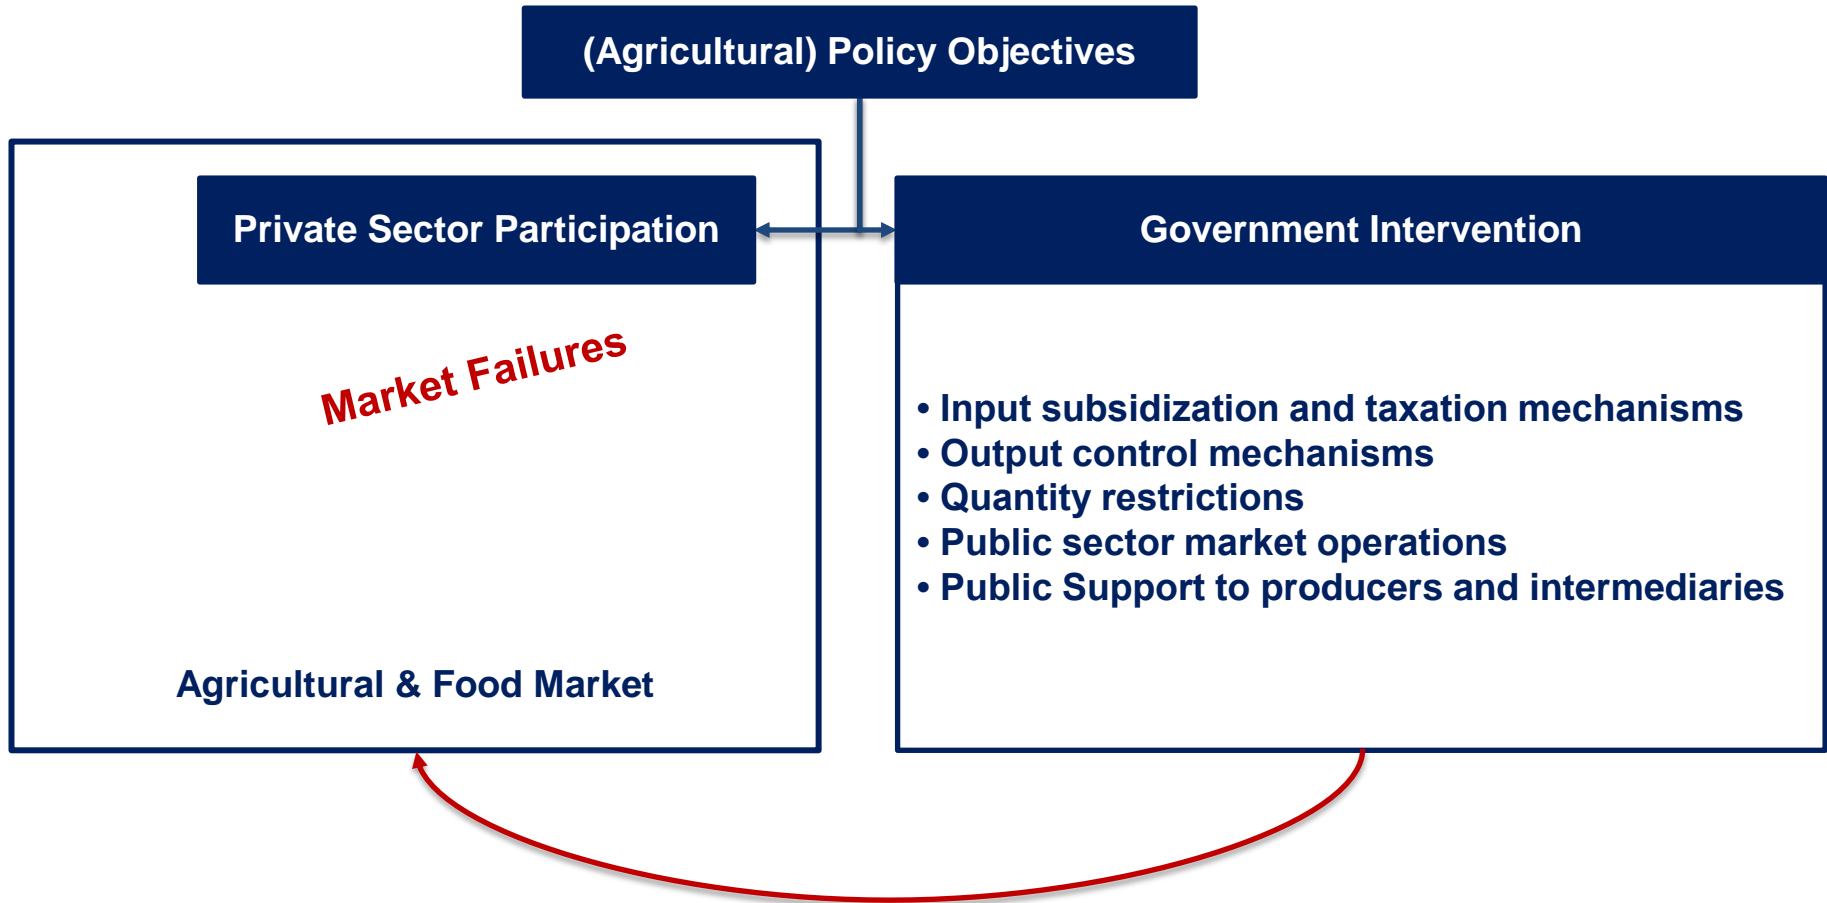 (Agricultural) Policy Objectives
Private Sector Participation
Market Failures
Agricultural & Food Market
Government Intervention
• Input subsidization and taxation mechanisms
• Output control mechanisms
• Quantity restrictions
• Public sector market operations
• Public Support to producers and intermediaries